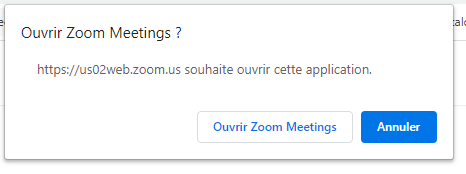 Ouvrir Zoom Meetings ?
https://us02web.zoom.us souhaite ouvrir cette application.
Ouvrir Zoom Meetings
Annuler